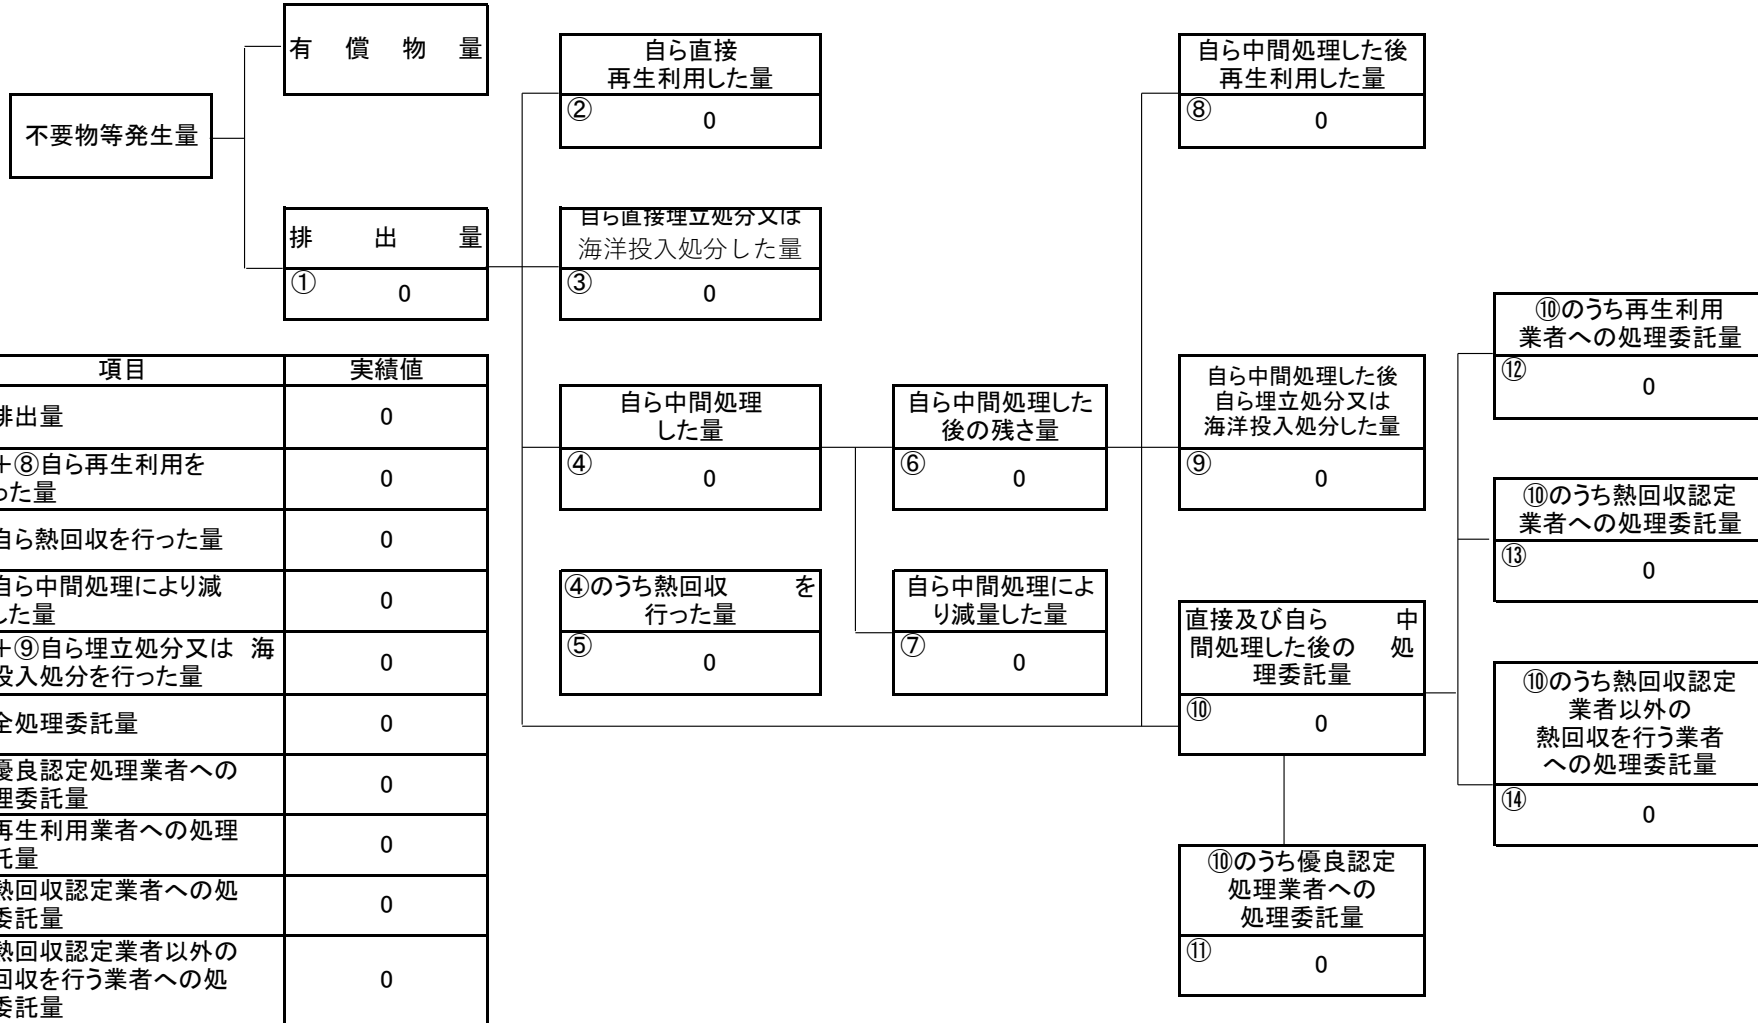 有償物量
不要物等発生量
排出量
①
0
自ら直接
再生利用した量
②
0
自ら直接埋立処分又は
海洋投入処分した量
③
0
自ら中間処理
した量
④
0
④のうち熱回収 を
行った量
⑤
0
自ら中間処理した
後の残さ量
⑥
0
自ら中間処理によ
り減量した量
⑦
0
自ら中間処理した後
再生利用した量
⑧
0
自ら中間処理した後
自ら埋立処分又は
海洋投入処分した量
⑨
0
直接及び自ら 中
間処理した後の 処
理委託量
⑩
0
⑩のうち優良認定
処理業者への
処理委託量
⑪
0
⑩のうち再生利用
業者への処理委託量
⑫
0
⑩のうち熱回収認定
業者への処理委託量
⑬
0
⑩のうち熱回収認定
業者以外の
熱回収を行う業者
への処理委託量
⑭
0
項目 実績値
排出量 0
+⑧自ら再生利用を
った量 0
自ら熱回収を行った量 0
自ら中間処理により減
した量 0
+⑨自ら埋立処分又は 海
投入処分を行った量 0
全処理委託量 0
優良認定処理業者への
理委託量 0
再生利用業者への処理
託量 0
熱回収認定業者への処
委託量 0
熱回収認定業者以外の
回収を行う業者への処
委託量 0